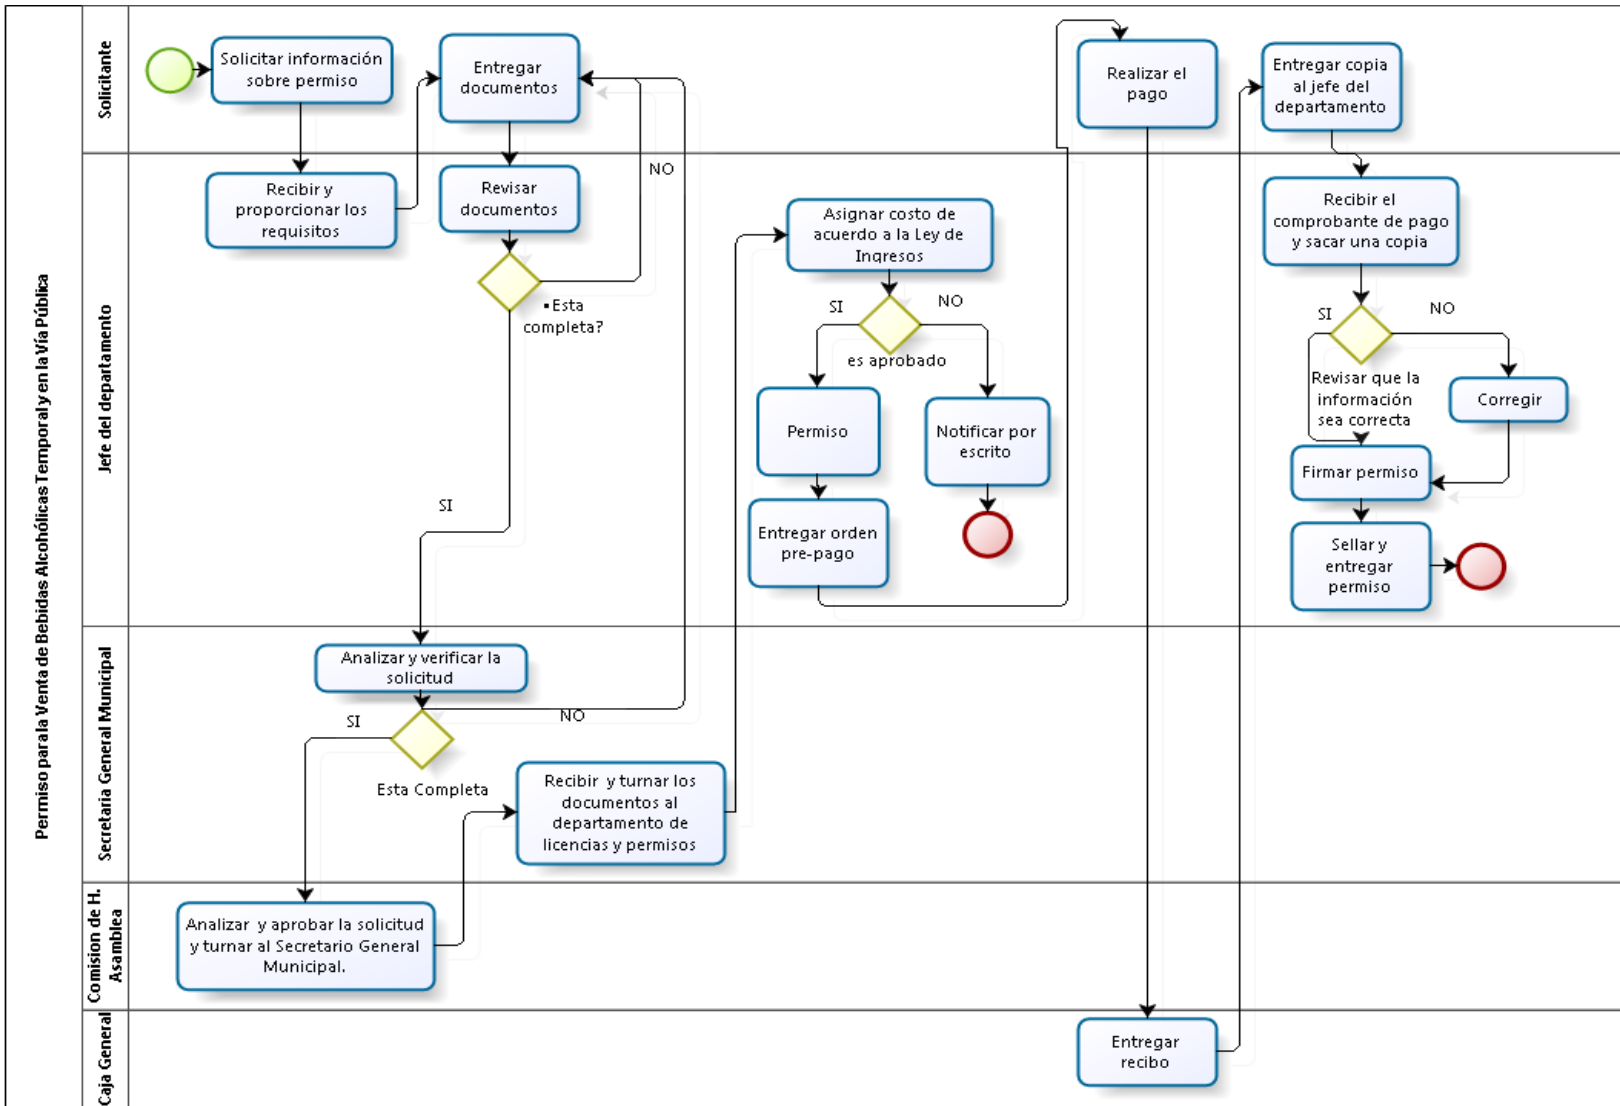 Permiso para la Venta de Bebidas Alcohólicas Temporal y en la Vía Pública
Solicitante
Solicitar información
sobre permiso
Entregar
documentos
Realizar el
pago
Entregar copia
al jefe del
departamento
Jefe del departamento
Recibir y
proporcionar los
requisitos
Revisar
documentos
NO
▪Esta
completa?
SI
Asignar costo de
acuerdo a la Ley de
Ingresos
SI
NO
es aprobado
Permiso
Notificar por
escrito
Entregar orden
pre-pago
Recibir el
comprobante de pago
y sacar una copia
SI
NO
Revisar que la
información
sea correcta
Corregir
Firmar permiso
Sellar y
entregar
permiso
Secretaria General Municipal
Analizar y verificar la
solicitud
SI
NO
Esta Completa
Recibir y turnar los
documentos al
departamento de
licencias y permisos
Comision de H.
Asamblea
Analizar y aprobar la solicitud
y turnar al Secretario General
Municipal.
Caja General
Entregar
recibo